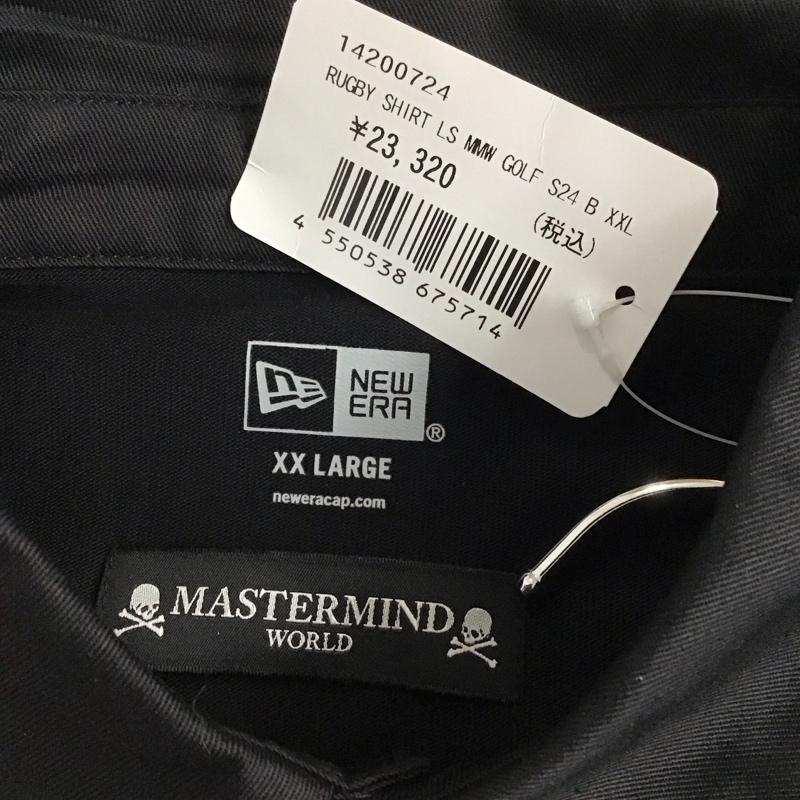 14200724
RUGBY SHIRT LS MMW GOLF S24 B XXL
¥23,320
(税込)
4 550538 675714
NEW
ERA
®
XX LARGE
neweracap.com
MASTERMIND
WORLD